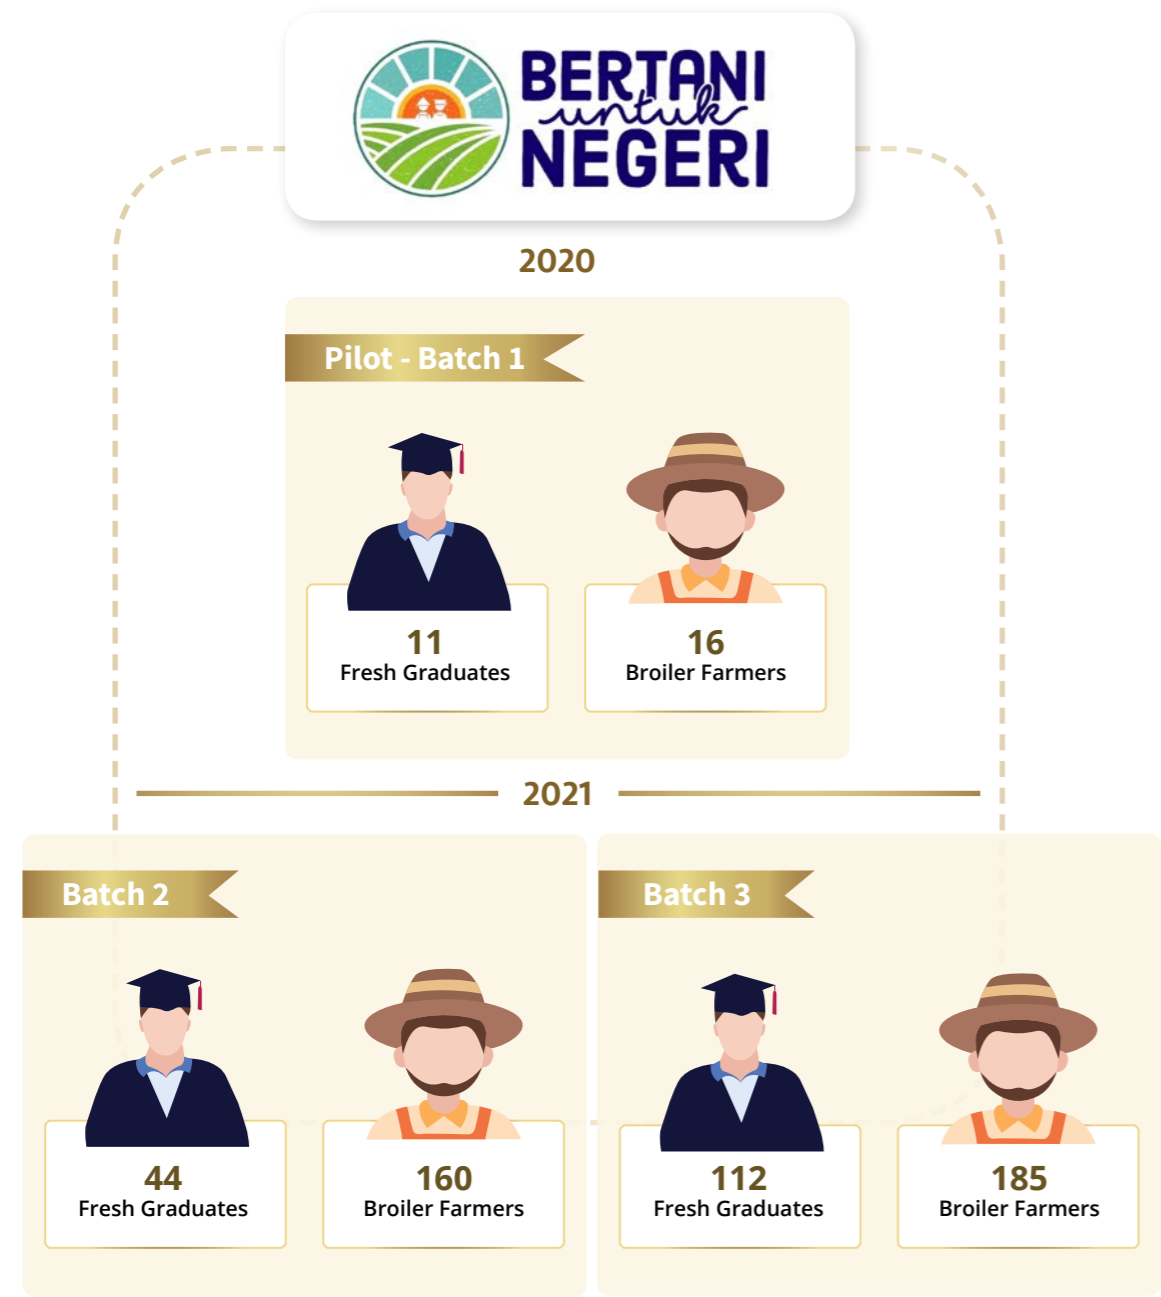 BERTANI
untuk
NEGERI
2020
Pilot - Batch 1
11
Fresh Graduates
16
Broiler Farmers
2021
Batch 2
44
Fresh Graduates
160
Broiler Farmers
Batch 3
112
Fresh Graduates
185
Broiler Farmers